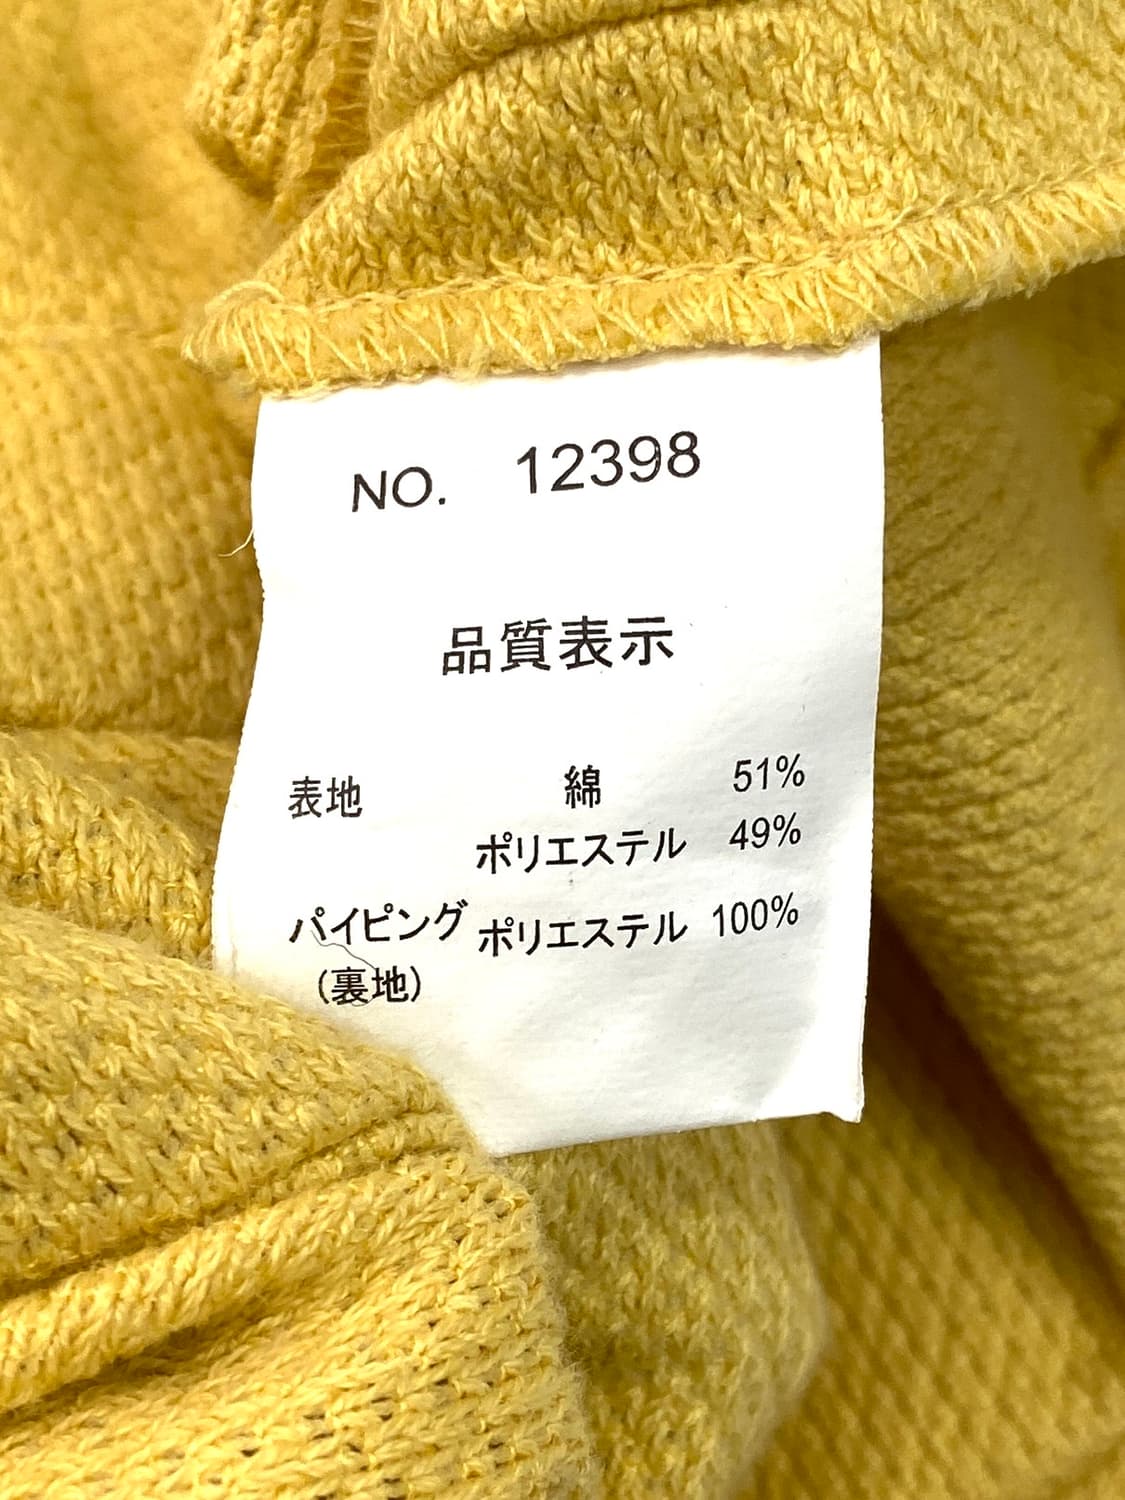 NO. 12398
品質表示
表地 綿 51%
ポリエステル 49%
パイピング ポリエステル 100%
(裏地)